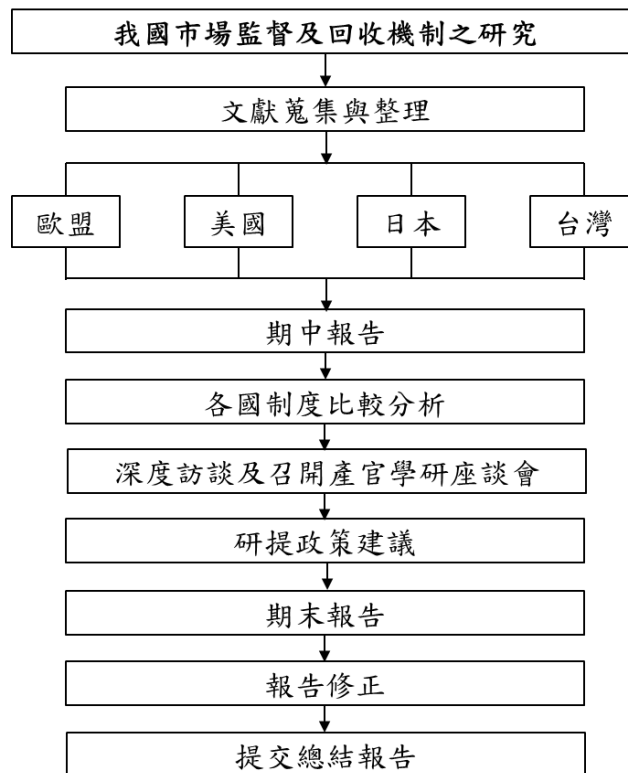 我國市場監督及回收機制之研究
文獻蒐集與整理
歐盟
美國
日本
台灣
期中報告
各國制度比較分析
深度訪談及召開產官學研座談會
研提政策建議
期末報告
報告修正
提交總結報告